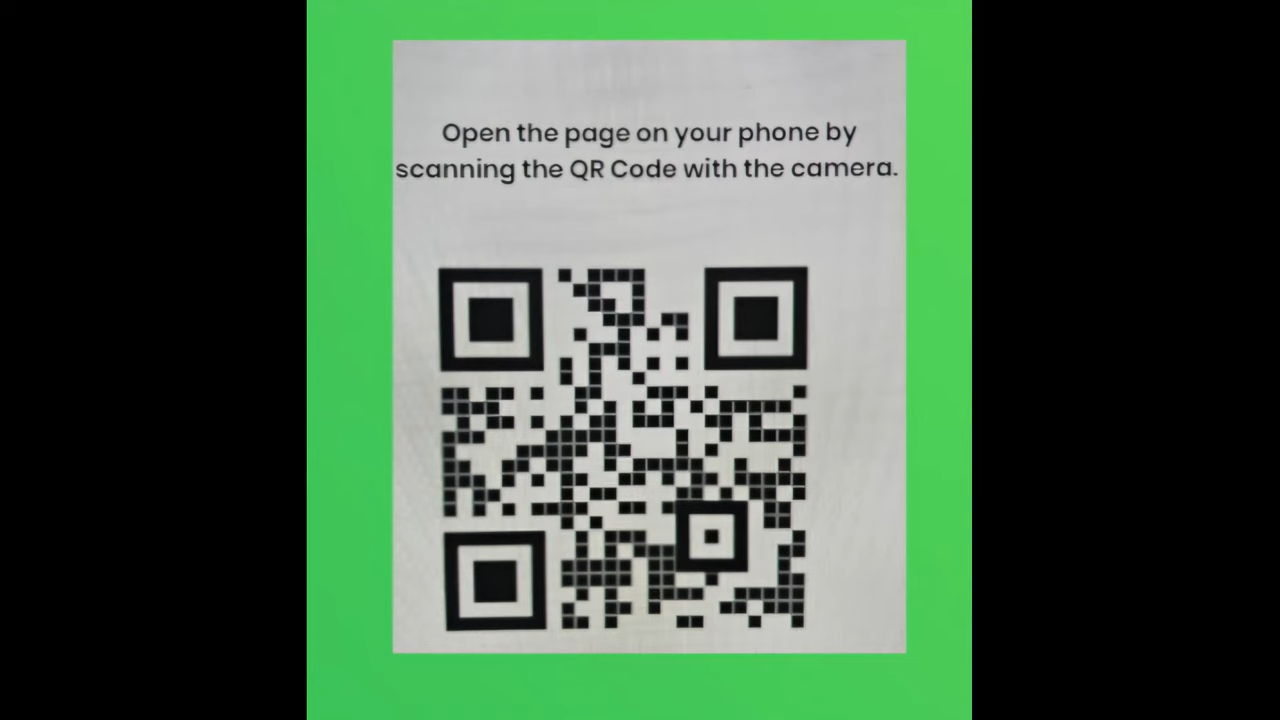 Open the page on your phone by
scanning the QR Code with the camera.